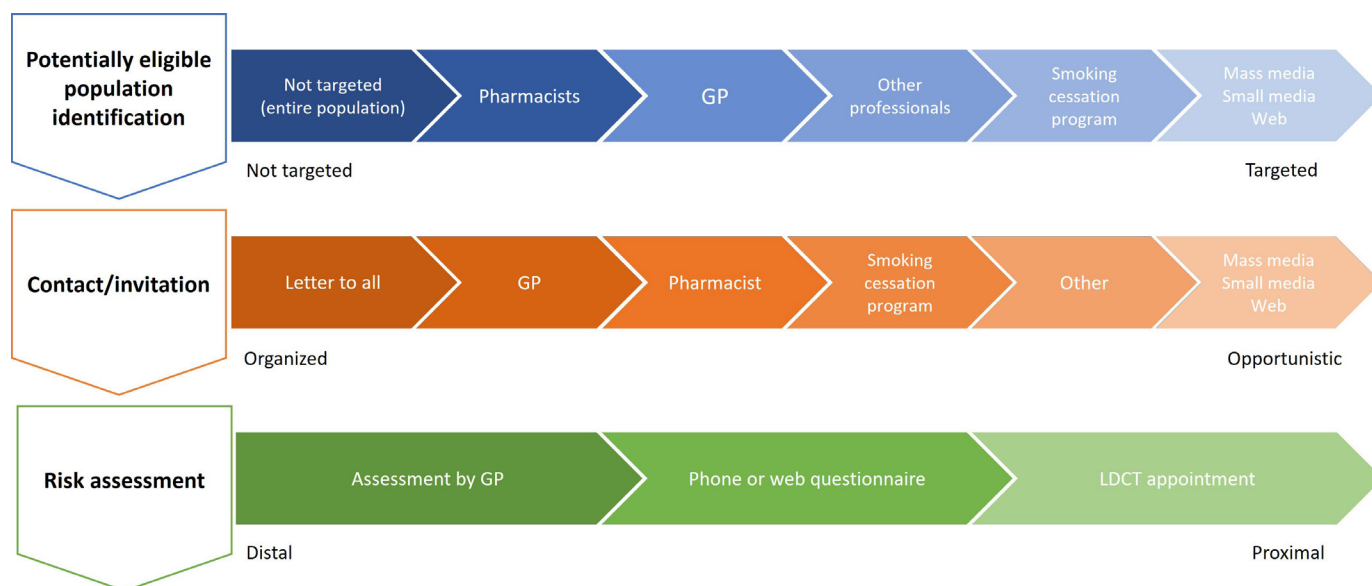 Potentially eligible
population
identification
Not targeted
(entire population)
Pharmacists
GP
Other
professionals
Smoking
cessation
program
Mass media
Small media
Web
Not targeted
Targeted
Contact/invitation
Letter to all
GP
Pharmacist
Smoking
cessation
program
Other
Mass media
Small media
Web
Organized
Opportunistic
Risk assessment
Assessment by GP
Phone or web questionnaire
LDCT appointment
Distal
Proximal